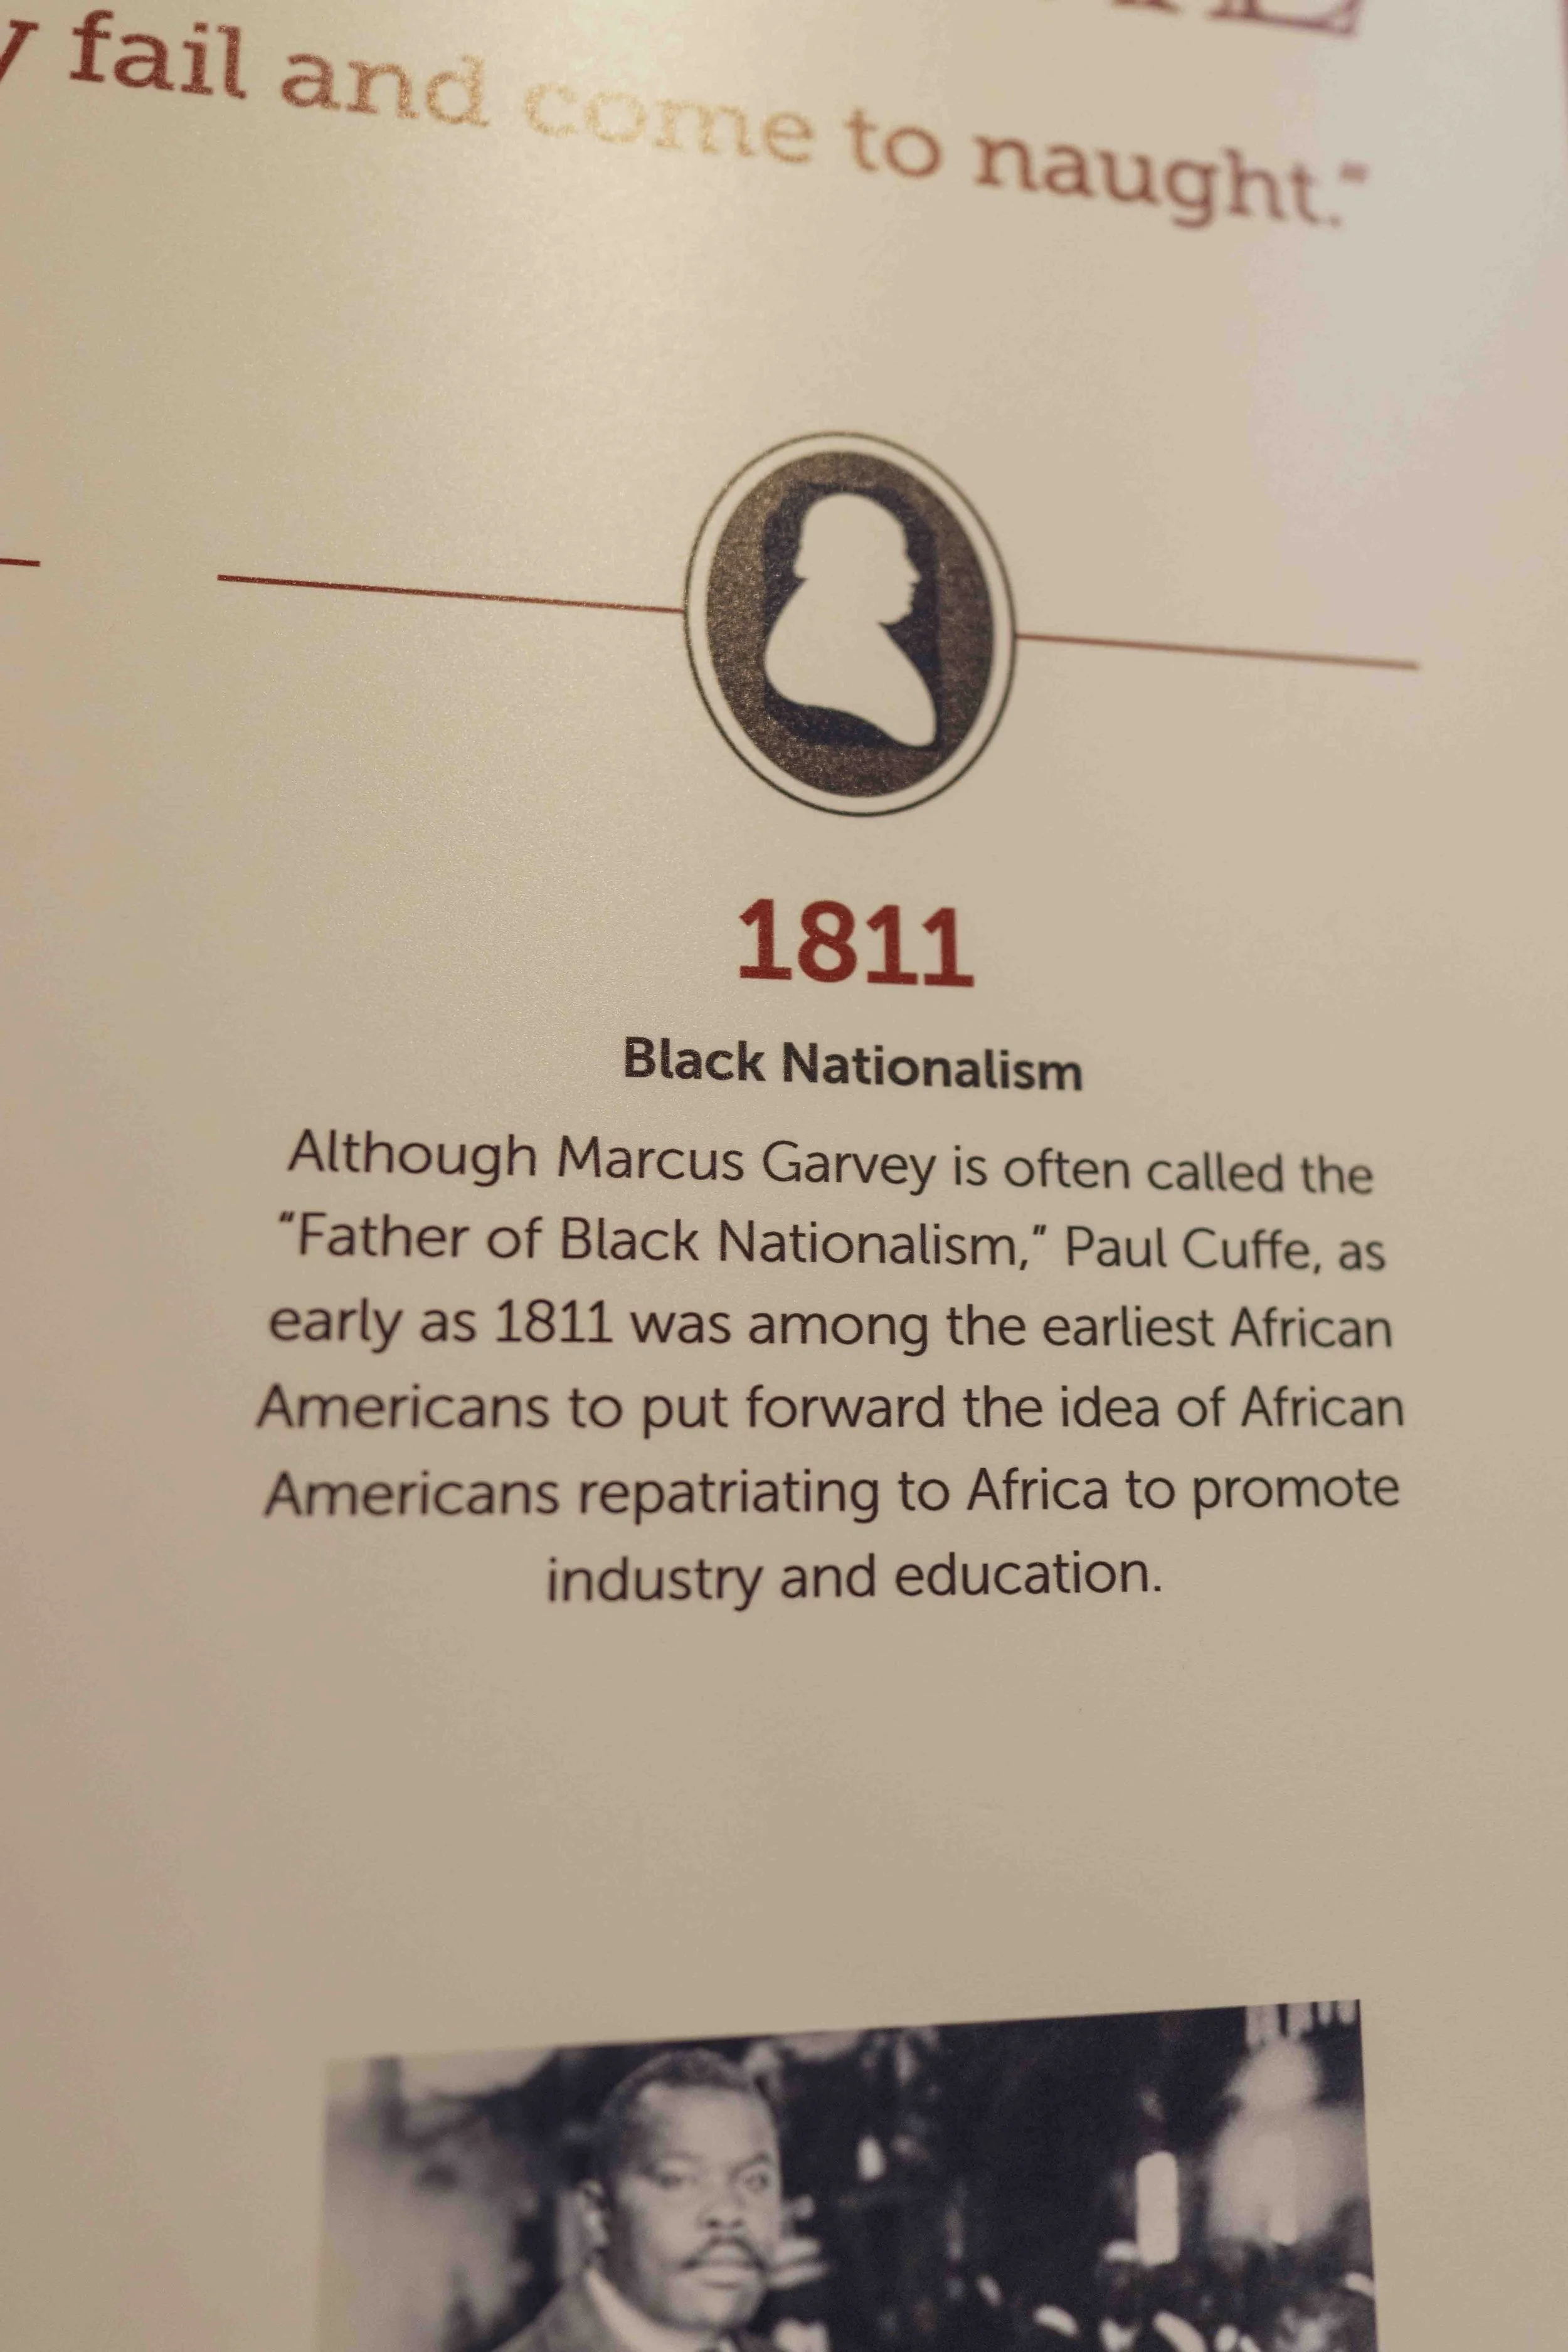 fail and come to naught.”
1811
Black Nationalism
Although Marcus Garvey is often called the
“Father of Black Nationalism,” Paul Cuffe, as
early as 1811 was among the earliest African
Americans to put forward the idea of African
Americans repatriating to Africa to promote
industry and education.